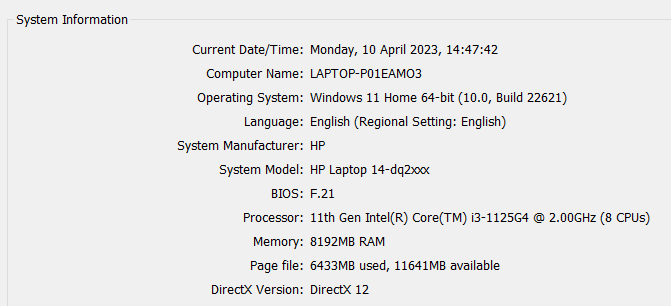 System Information
Current Date/Time: Monday, 10 April 2023, 14:47:42
Computer Name: LAPTOP-P01EAMO3
Operating System: Windows 11 Home 64-bit (10.0, Build 22621)
Language: English (Regional Setting: English)
System Manufacturer: HP
System Model: HP Laptop 14-dq2xxx
BIOS: F.21
Processor: 11th Gen Intel(R) Core(TM) i3-1125G4 @ 2.00GHz (8 CPUs)
Memory: 8192MB RAM
Page file: 6433MB used, 11641MB available
DirectX Version: DirectX 12